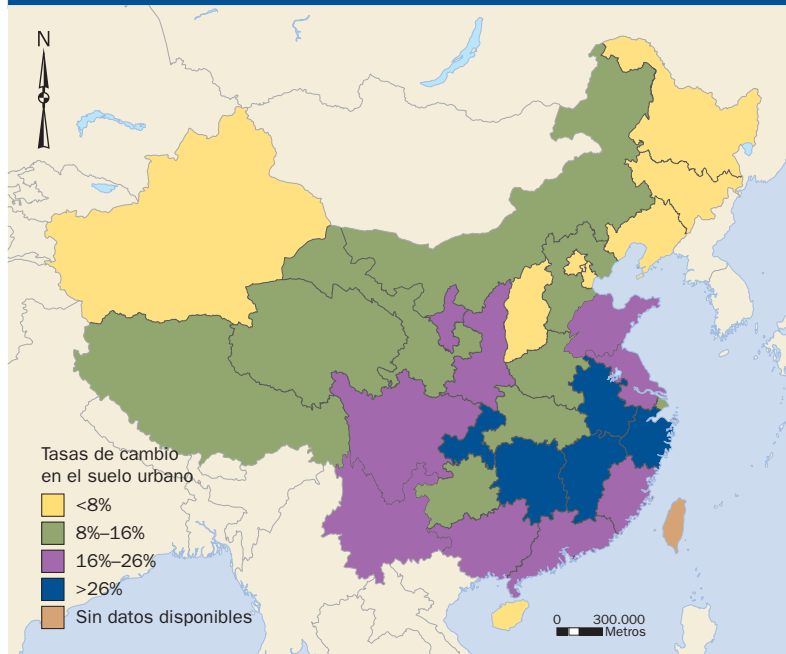 N
Tasas de cambio
en el suelo urbano
<8%
8%–16%
16%–26%
>26%
Sin datos disponibles
0 300.000
Metros